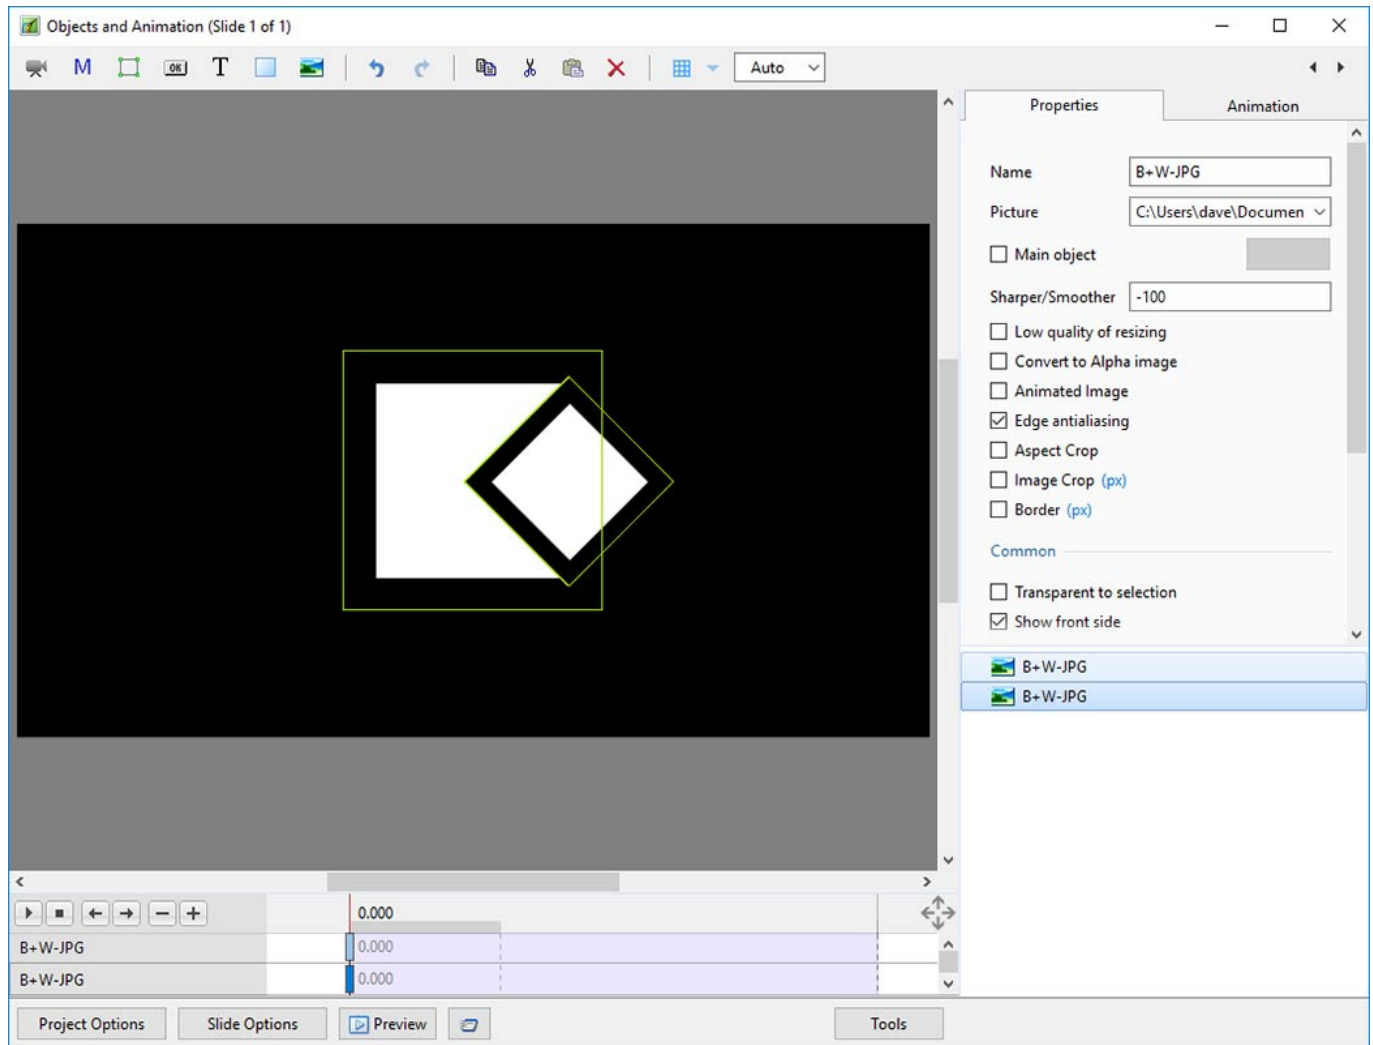 Objects and Animation (Slide 1 of 1)
M OK T Auto
Properties Animation
Name B+W-JPG
Picture C:\Users\dave\Documen
Main object
Sharper/Smoother -100
Low quality of resizing
Convert to Alpha image
Animated Image
Edge antialiasing
Aspect Crop
Image Crop (px)
Border (px)
Common
Transparent to selection
Show front side
B+W-JPG
B+W-JPG
0.000
B+W-JPG 0.000
B+W-JPG 0.000
Project Options Slide Options Preview Tools